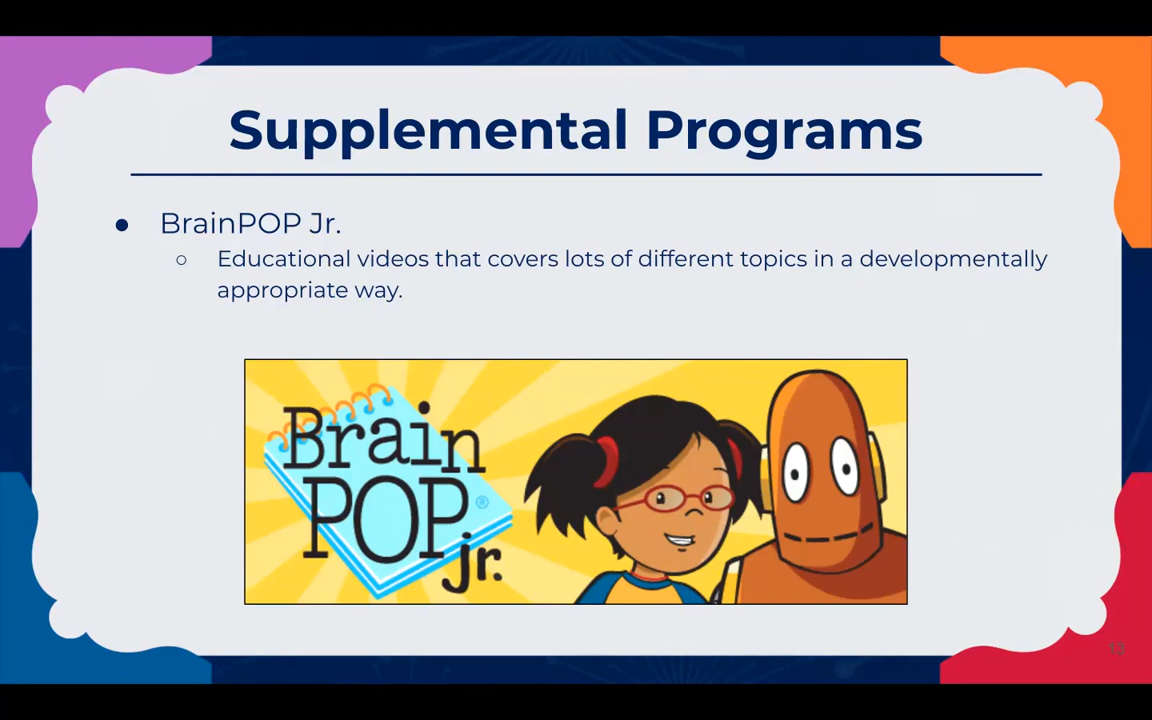 Supplemental Programs
● BrainPOP Jr.
○ Educational videos that covers lots of different topics in a developmentally
appropriate way.
Brain
POP®
jr.
13